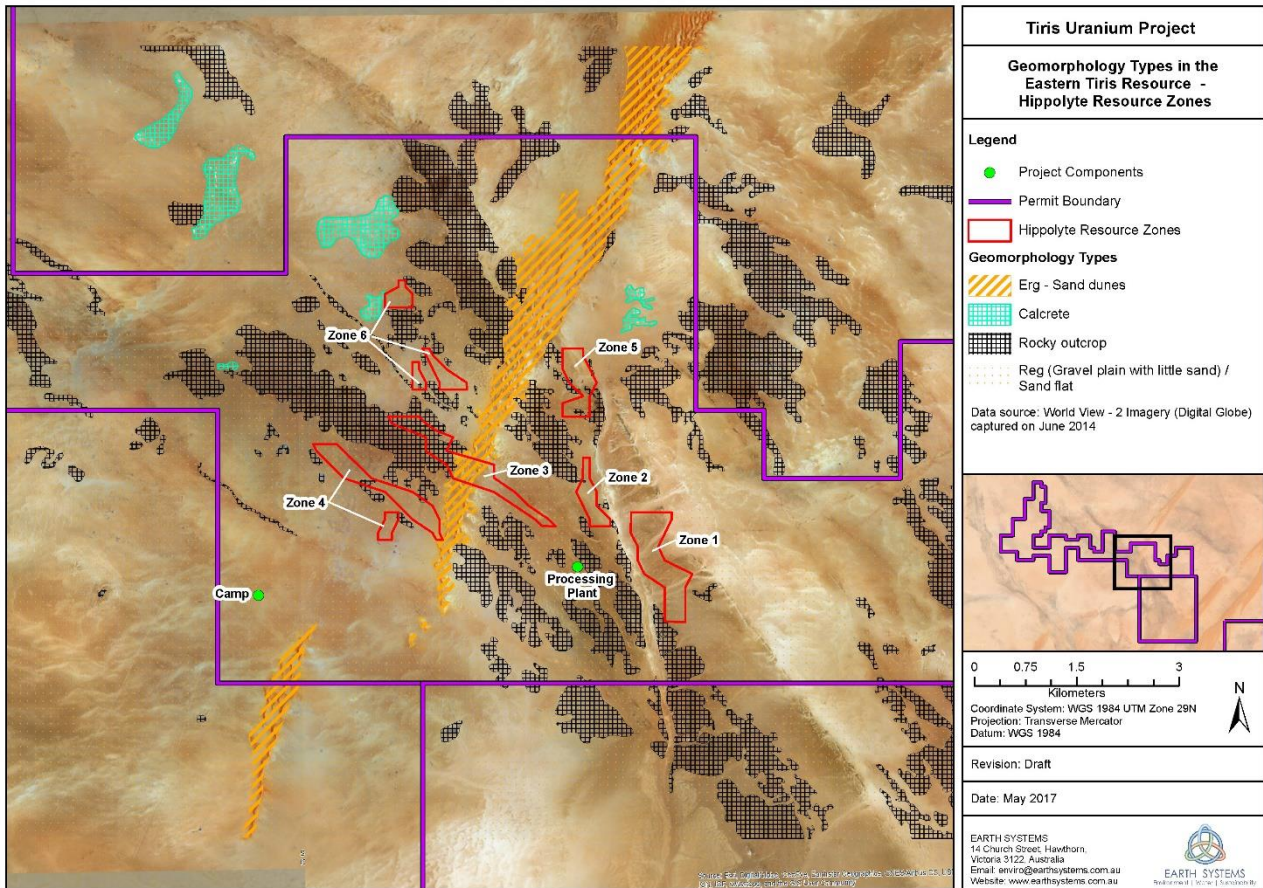 Tiris Uranium Project
Geomorphology Types in the
Eastern Tiris Resource -
Hippolyte Resource Zones
Legend
Project Components
Permit Boundary
Hippolyte Resource Zones
Geomorphology Types
Erg - Sand dunes
Calcrete
Rocky outcrop
Reg (Gravel plain with little sand) /
Sand flat
Data source: World View - 2 Imagery (Digital Globe)
captured on June 2014
Zone 6
Zone 5
Zone 3
Zone 2
Zone 4
Zone 1
Processing
Plant
Camp
0 0.75 1.5 3
Kilometers
N
Coordinate System: WGS 1984 UTM Zone 29N
Projection: Transverse Mercator
Datum: WGS 1984
Revision: Draft
Date: May 2017
EARTH SYSTEMS
14 Church Street, Hawthorn,
Victoria 3122, Australia
Email: enviro@earthsystems.com.au
Website: www.earthsystems.com.au
EARTH SYSTEMS
Environment | Water | Sustainability